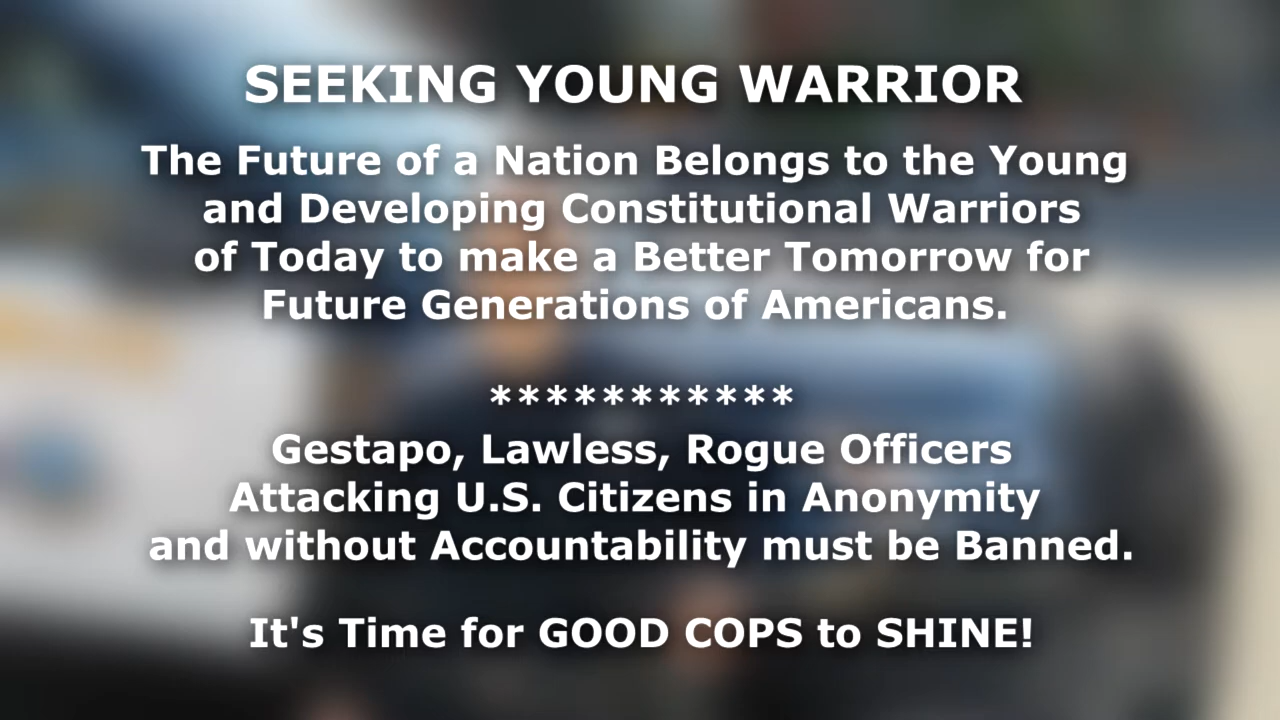 SEEKING YOUNG WARRIOR
The Future of a Nation Belongs to the Young
and Developing Constitutional Warriors
of Today to make a Better Tomorrow for
Future Generations of Americans.
***********
Gestapo, Lawless, Rogue Officers
Attacking U.S. Citizens in Anonymity
and without Accountability must be Banned.
It's Time for GOOD COPS to SHINE!